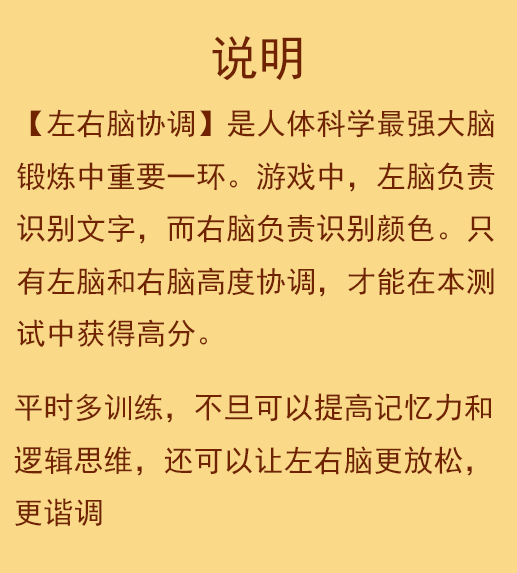 说明
【左右脑协调】是人体科学最强大脑
锻炼中重要一环。游戏中，左脑负责
识别文字，而右脑负责识别颜色。只
有左脑和右脑高度协调，才能在本测
试中获得高分。
平时多训练，不旦可以提高记忆力和
逻辑思维，还可以让左右脑更放松，
更谐调